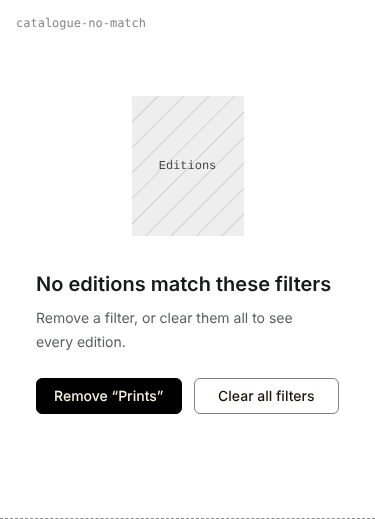 catalogue-no-match
Editions
No editions match these filters
Remove a filter, or clear them all to see
every edition.
Remove “Prints”
Clear all filters